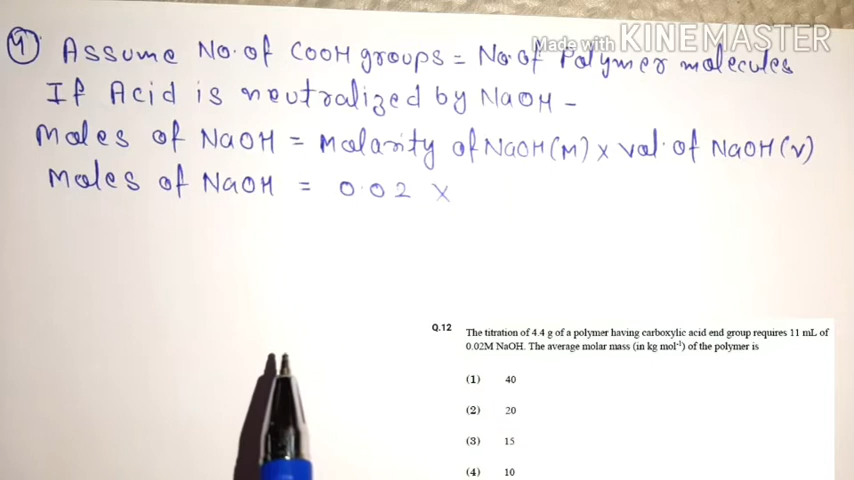 4) Assume No. of COOH groups = No. of Polymer molecules
Made with KINEMASTER
If Acid is neutralized by NaOH -
Moles of NaOH = Molarity of NaOH (M) x vol. of NaOH (V)
Moles of NaOH = 0.02 x
Q.12 The titration of 4.4 g of a polymer having carboxylic acid end group requires 11 mL of
0.02M NaOH. The average molar mass (in kg mol⁻¹) of the polymer is
(1) 40
(2) 20
(3) 15
(4) 10